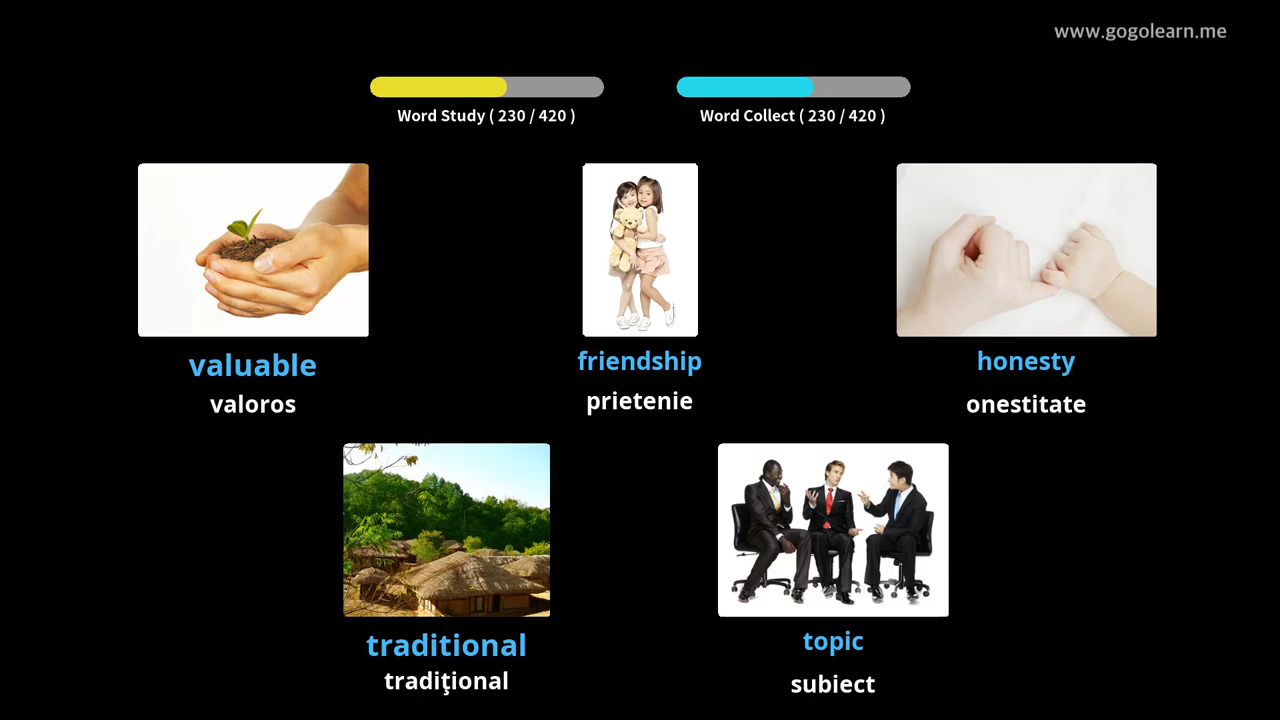 www.gogolearn.me
Word Study ( 230 / 420 )
Word Collect ( 230 / 420 )
valuable
valoros
friendship
prietenie
honesty
onestitate
traditional
tradiţional
topic
subiect